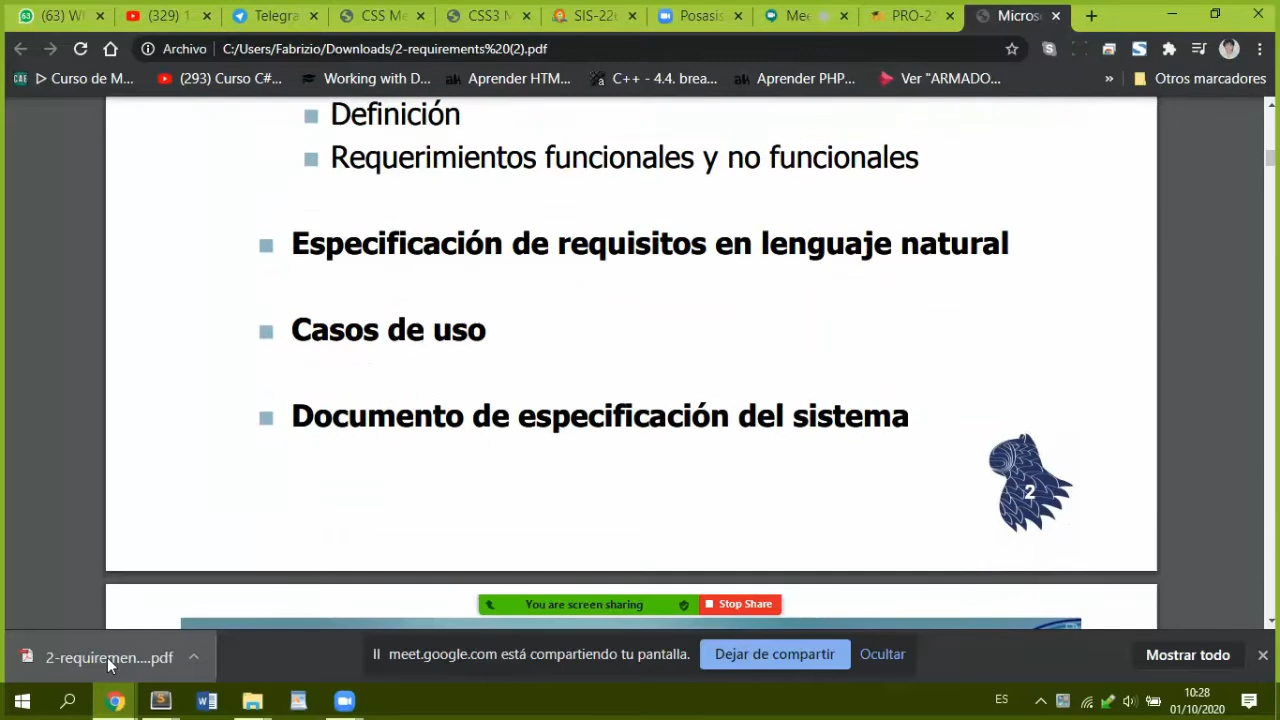 (63) W
(329) 1
Telegra
CSS Me
CSS3 M
SIS-226
Posasis
Mee
PRO-2
Micros
Archivo
C:/Users/Fabrizio/Downloads/2-requirements%20(2).pdf
Curso de M...
(293) Curso C#...
Working with D...
Aprender HTM...
C++ - 4.4. brea...
Aprender PHP...
Ver "ARMADO...
»
Otros marcadores
Definición
Requerimientos funcionales y no funcionales
Especificación de requisitos en lenguaje natural
Casos de uso
Documento de especificación del sistema
2
You are screen sharing
Stop Share
2-requiremen....pdf
meet.google.com está compartiendo tu pantalla.
Dejar de compartir
Ocultar
Mostrar todo
ES
10:28
01/10/2020